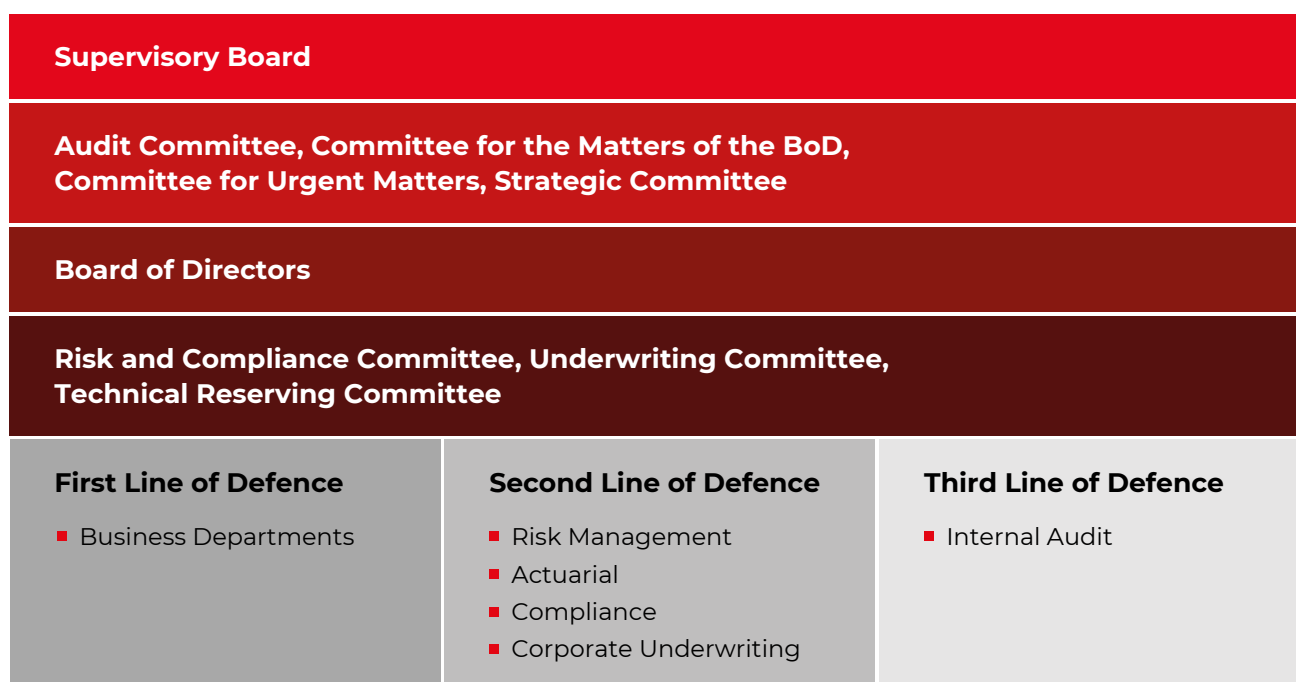 Supervisory Board
Audit Committee, Committee for the Matters of the BoD,
Committee for Urgent Matters, Strategic Committee
Board of Directors
Risk and Compliance Committee, Underwriting Committee,
Technical Reserving Committee
First Line of Defence
Business Departments
Second Line of Defence
Risk Management
Actuarial
Compliance
Corporate Underwriting
Third Line of Defence
Internal Audit